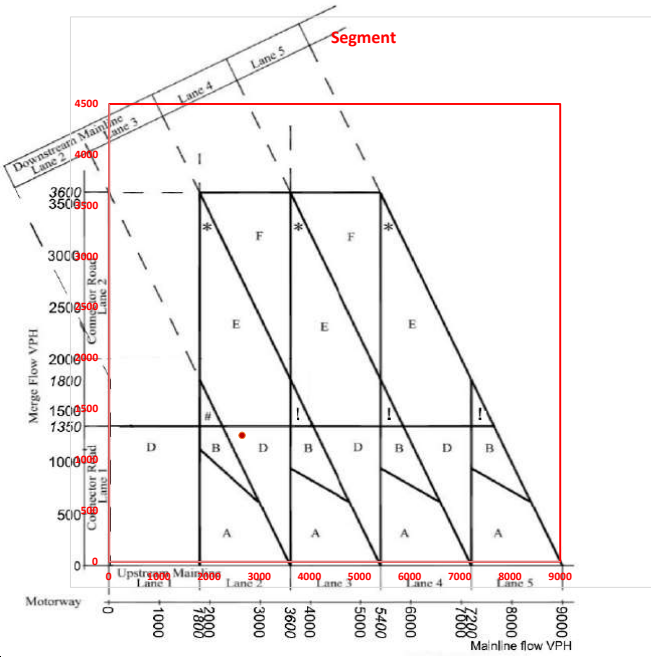 Segment
Lane 5
Lane 4
Downstream Mainline
Lane 3
Lane 2
4500
4000
3600
3500
3500
3000
3000
2500
2500
2000
2000
1800
1500
1500
1350
1000
1000
500
500
0
0
Merge Flow VPH
Connector Road
Lane 2
Connector Road
Lane 1
* F * F *
E E E
# ! ! !
D B D B D B D B
A A A A
0 1000 2000 3000 4000 5000 6000 7000 8000 9000
Upstream Mainline
Lane 1 Lane 2 Lane 3 Lane 4 Lane 5
Motorway
0 1000 1800 2000 3000 3600 4000 5000 5400 6000 7000 7200 8000 9000
Mainline flow VPH